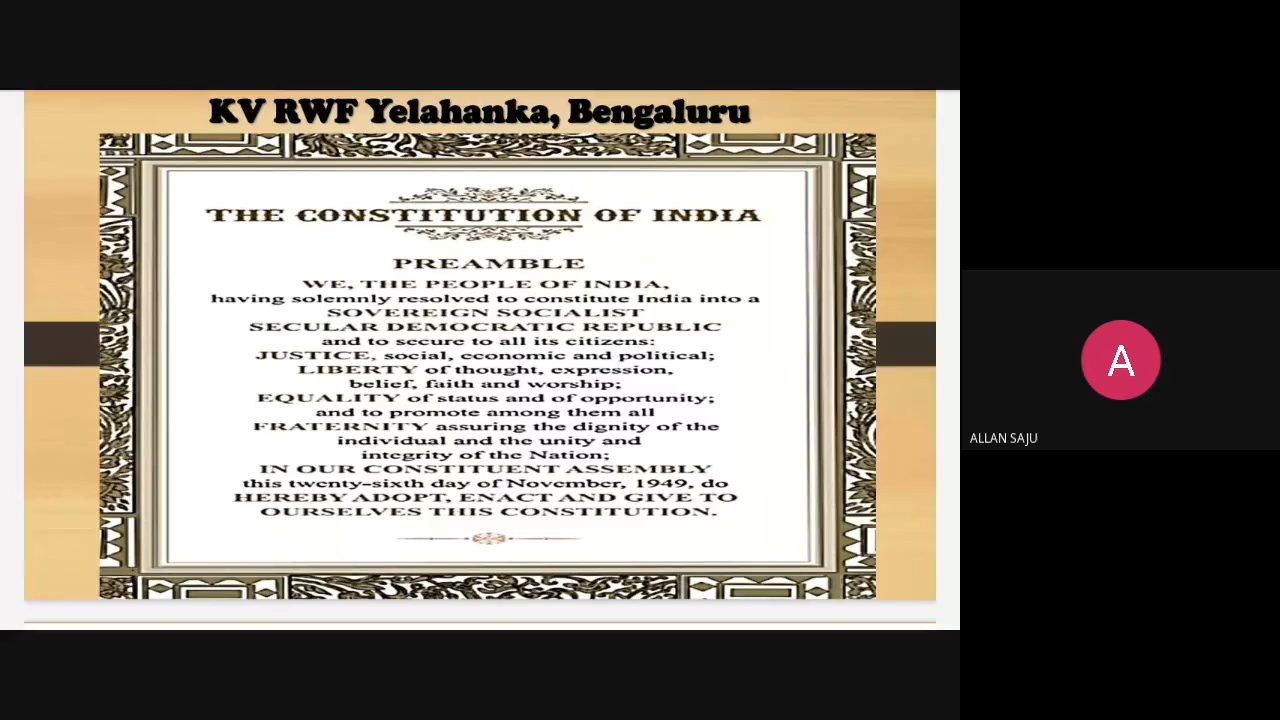 KV RWF Yelahanka, Bengaluru
THE CONSTITUTION OF INDIA
PREAMBLE
WE, THE PEOPLE OF INDIA,
having solemnly resolved to constitute India into a
SOVEREIGN SOCIALIST
SECULAR DEMOCRATIC REPUBLIC
and to secure to all its citizens:
JUSTICE, social, economic and political;
LIBERTY of thought, expression,
belief, faith and worship;
EQUALITY of status and of opportunity;
and to promote among them all
FRATERNITY assuring the dignity of the
individual and the unity and
integrity of the Nation;
IN OUR CONSTITUENT ASSEMBLY
this twenty-sixth day of November, 1949, do
HEREBY ADOPT, ENACT AND GIVE TO
OURSELVES THIS CONSTITUTION.
A
ALLAN SAJU